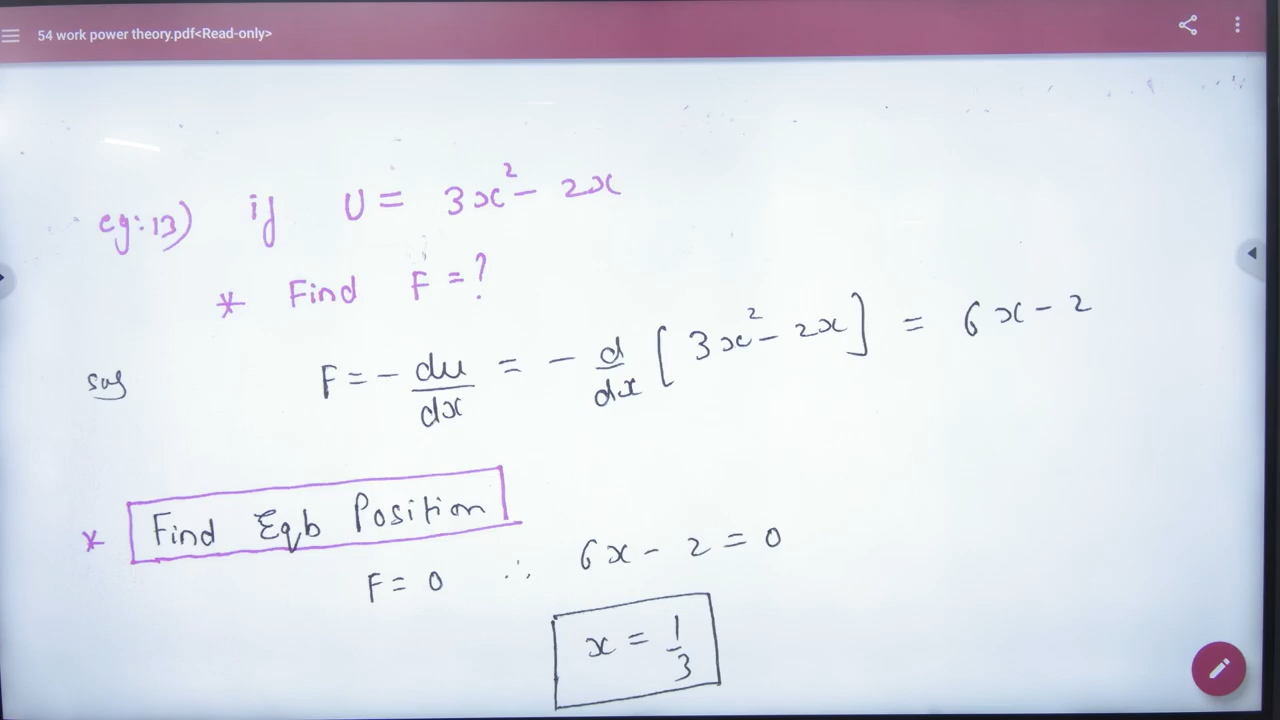 54 work power theory.pdf<Read-only>
eg:13) if U = 3x² - 2x
* Find F = ?
F = - du/dx = - d/dx [3x² - 2x] = 6x - 2
* Find Eqb Position
F = 0 ∴ 6x - 2 = 0
x = 1/3